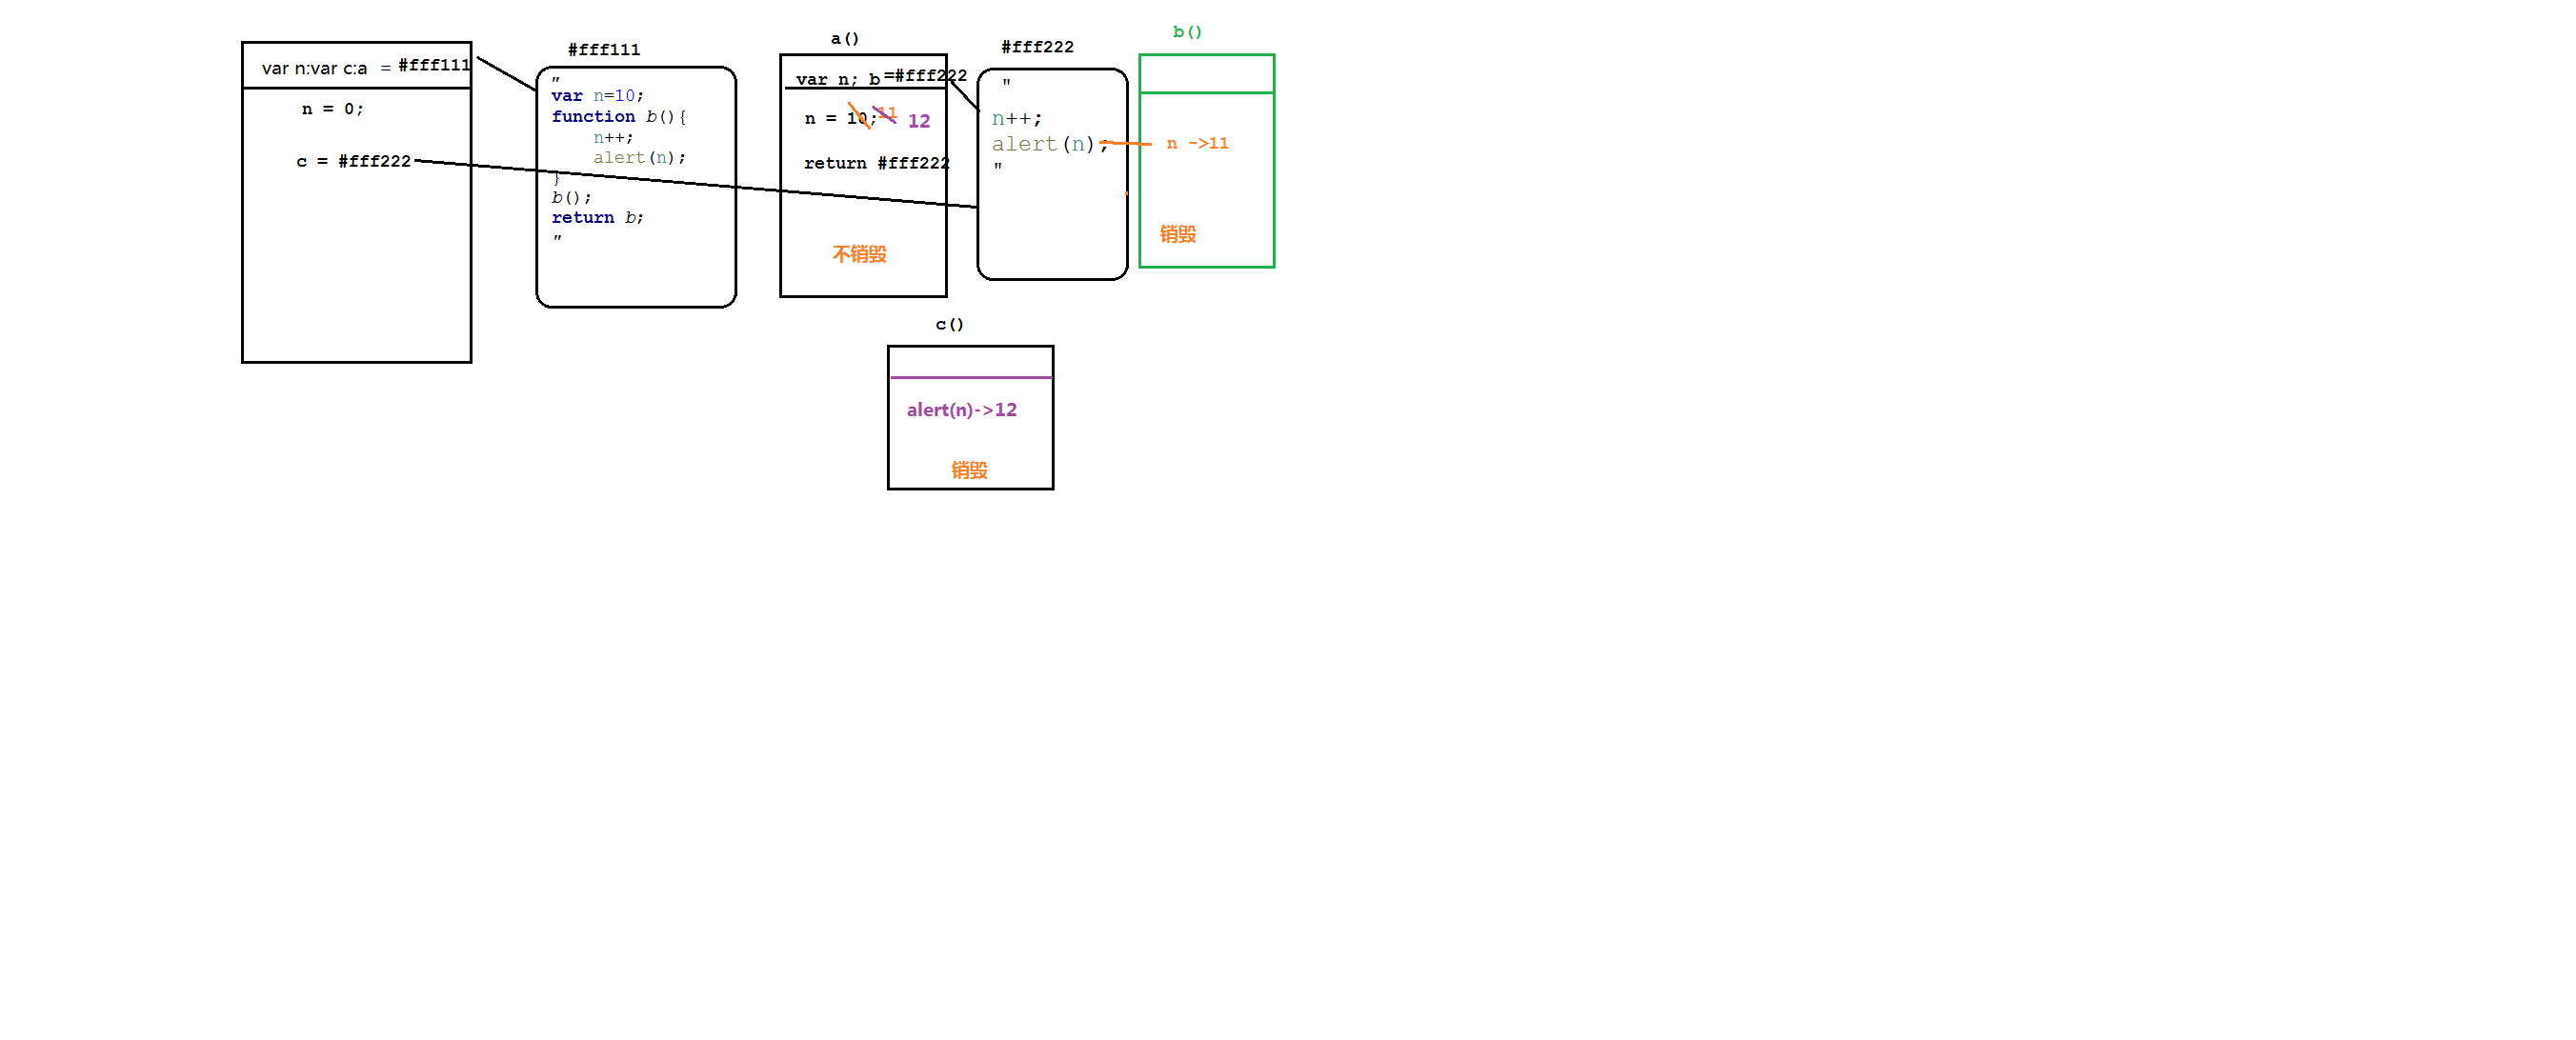 var n:var c:a = #fff111
n = 0;
c = #fff222
#fff111
"
var n=10;
function b(){
n++;
alert(n);
}
b();
return b;
"
a()
var n; b =#fff222
n = 10; 11 12
return #fff222
不销毁
#fff222
"
n++;
alert(n);
"
b()
n ->11
销毁
c()
alert(n)->12
销毁